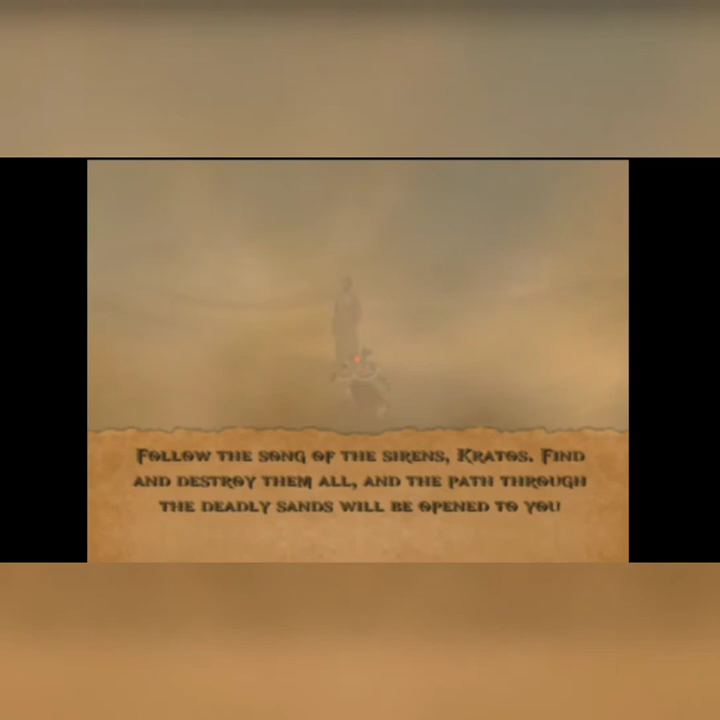 Follow the song of the sirens, Kratos. Find
and destroy them all, and the path through
the deadly sands will be opened to you